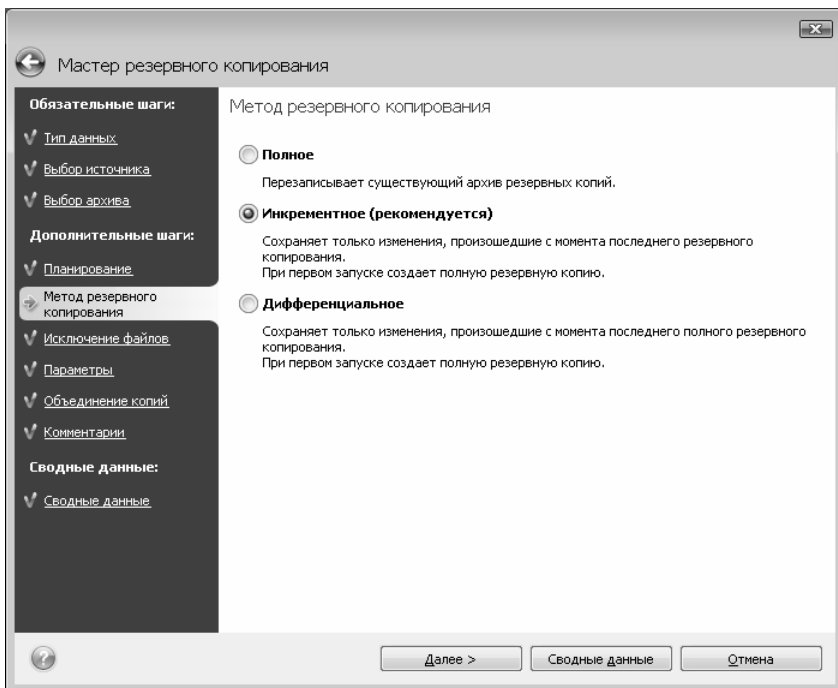 Мастер резервного копирования
Обязательные шаги:
Тип данных
Выбор источника
Выбор архива
Дополнительные шаги:
Планирование
Метод резервного
копирования
Исключение файлов
Параметры
Объединение копий
Комментарии
Сводные данные:
Сводные данные
Метод резервного копирования
Полное
Перезаписывает существующий архив резервных копий.
Инкрементное (рекомендуется)
Сохраняет только изменения, произошедшие с момента последнего резервного
копирования.
При первом запуске создает полную резервную копию.
Дифференциальное
Сохраняет только изменения, произошедшие с момента последнего полного резервного
копирования.
При первом запуске создает полную резервную копию.
Далее >
Сводные данные
Отмена